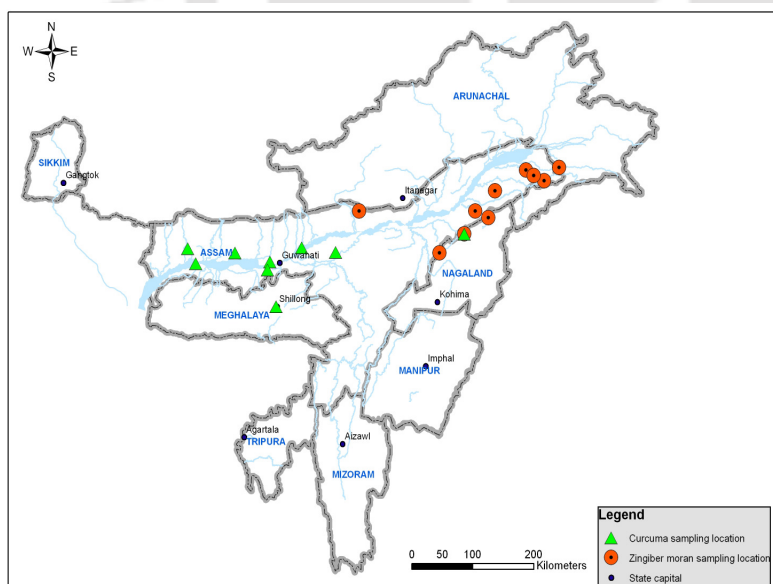 N
W E
S
ARUNACHAL
SIKKIM
Gangtok
Itanagar
ASSAM
Guwahati
NAGALAND
Shillong
MEGHALAYA
Kohima
Imphal
MANIPUR
Agartala
TRIPURA
Aizawl
MIZORAM
Legend
Curcuma sampling location
Zingiber moran sampling location
State capital
0 50 100 200
Kilometers